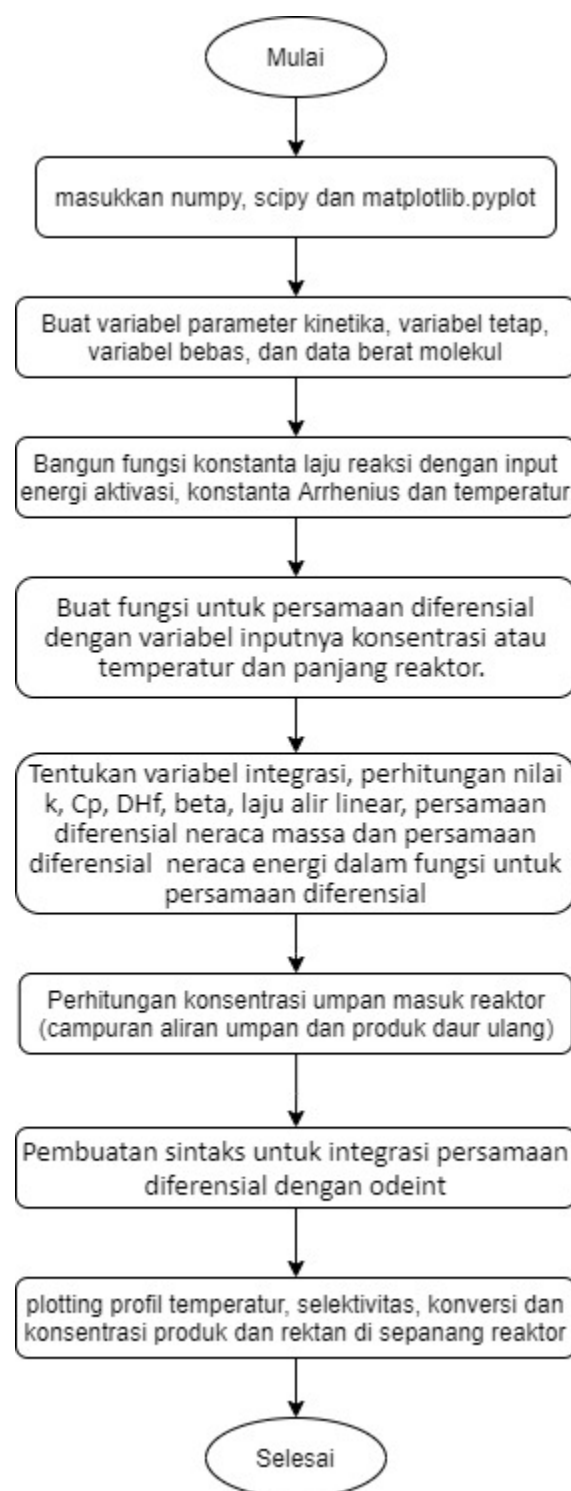 Mulai
masukkan numpy, scipy dan matplotlib.pyplot
Buat variabel parameter kinetika, variabel tetap,
variabel bebas, dan data berat molekul
Bangun fungsi konstanta laju reaksi dengan input
energi aktivasi, konstanta Arrhenius dan temperatur
Buat fungsi untuk persamaan diferensial
dengan variabel inputnya konsentrasi atau
temperatur dan panjang reaktor.
Tentukan variabel integrasi, perhitungan nilai
k, Cp, DHf, beta, laju alir linear, persamaan
diferensial neraca massa dan persamaan
diferensial neraca energi dalam fungsi untuk
persamaan diferensial
Perhitungan konsentrasi umpan masuk reaktor
(campuran aliran umpan dan produk daur ulang)
Pembuatan sintaks untuk integrasi persamaan
diferensial dengan odeint
plotting profil temperatur, selektivitas, konversi dan
konsentrasi produk dan rektan di sepanang reaktor
Selesai